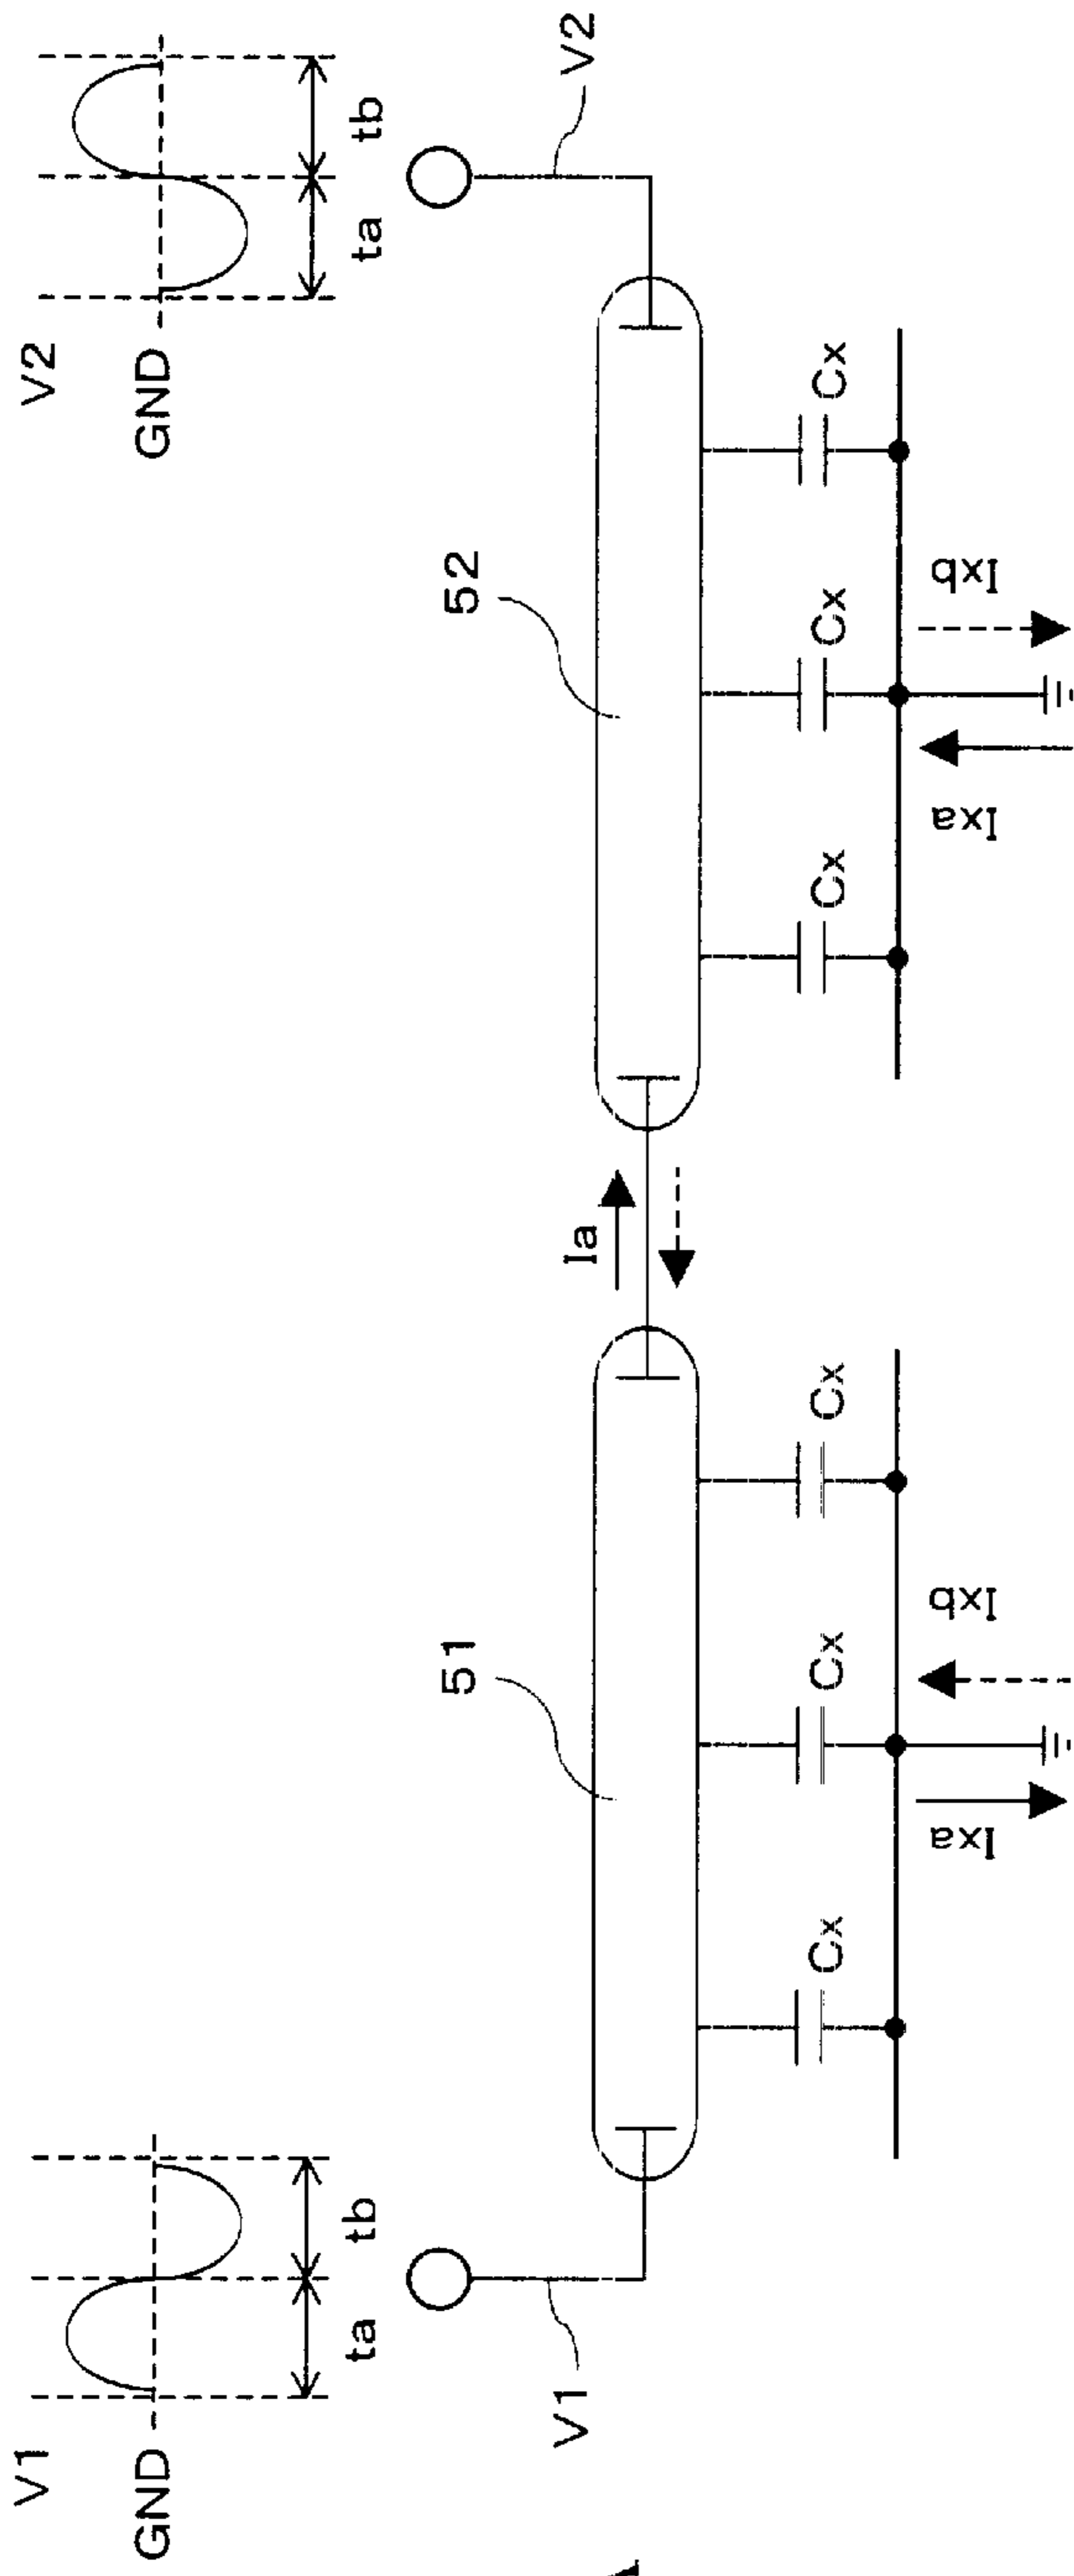 V1
GND
ta
tb
V1
51
Cx
Cx
Cx
Ixa
Ixb
Ia
V2
GND
ta
tb
V2
52
Cx
Cx
Cx
Ixa
Ixb